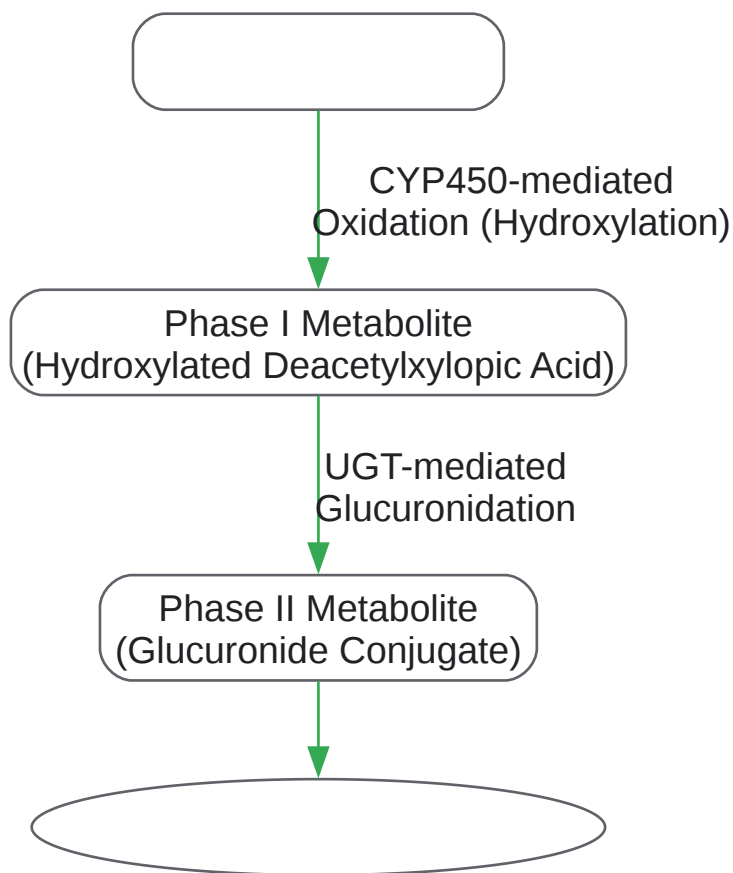 CYP450-mediated
Oxidation (Hydroxylation)
Phase I Metabolite
(Hydroxylated Deacetylxylopic Acid)
UGT-mediated
Glucuronidation
Phase II Metabolite
(Glucuronide Conjugate)